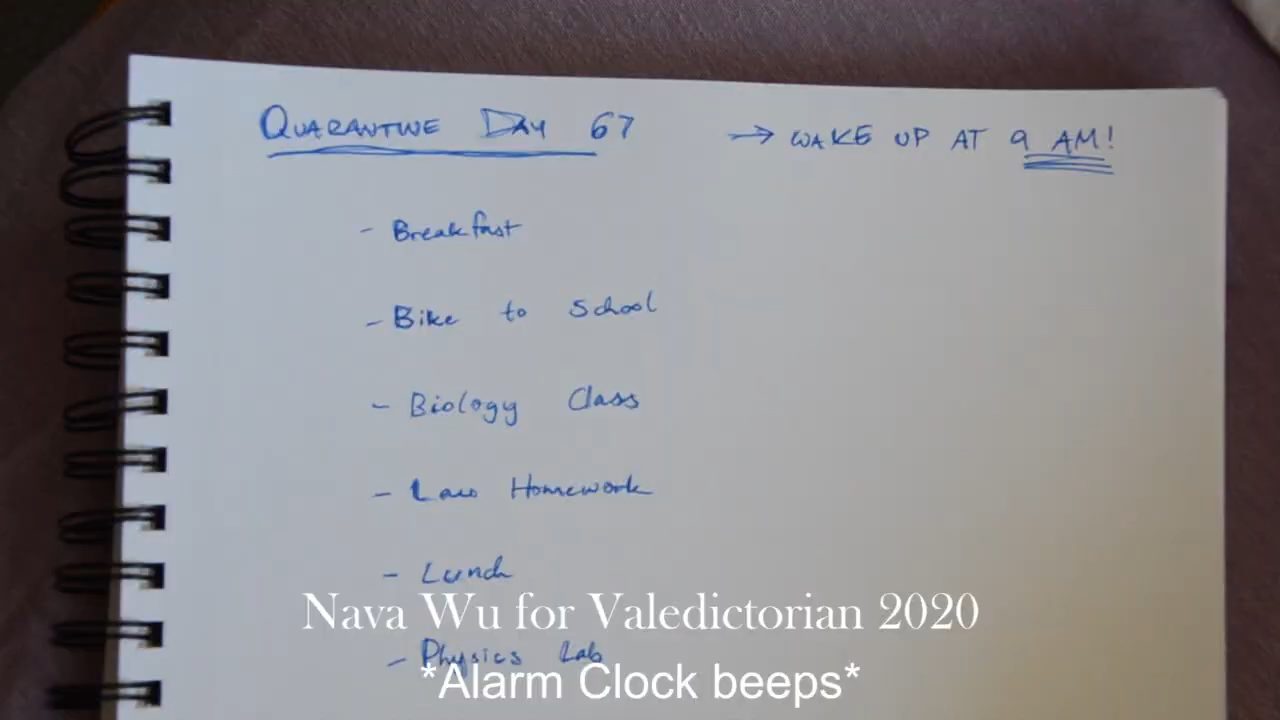 QUARANTINE DAY 67 → WAKE UP AT 9 AM!
- Breakfast
- Bike to School
- Biology Class
- Law Homework
- Lunch
Nava Wu for Valedictorian 2020
- Physics Lab
*Alarm Clock beeps*